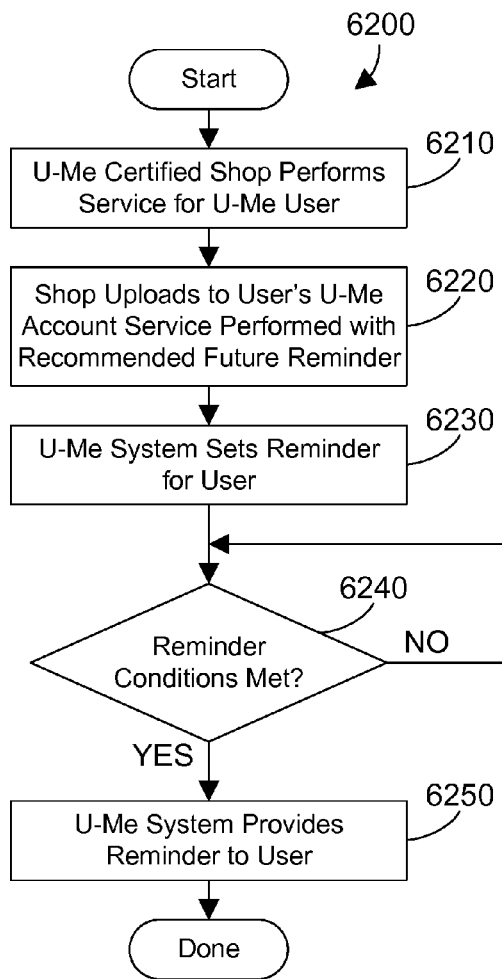 6200
Start
6210
U-Me Certified Shop Performs
Service for U-Me User
6220
Shop Uploads to User's U-Me
Account Service Performed with
Recommended Future Reminder
6230
U-Me System Sets Reminder
for User
6240
Reminder
Conditions Met?
NO
YES
6250
U-Me System Provides
Reminder to User
Done